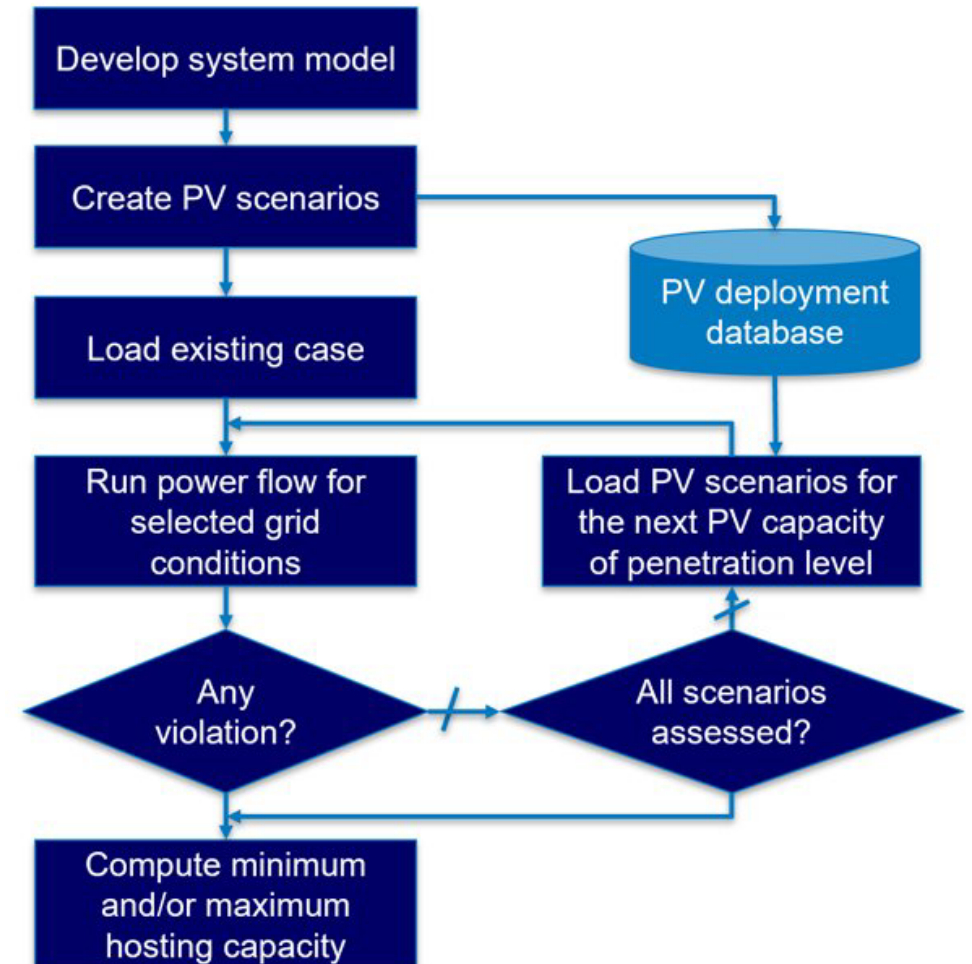 Develop system model
Create PV scenarios
PV deployment
database
Load existing case
Run power flow for
selected grid
conditions
Load PV scenarios for
the next PV capacity
of penetration level
Any
violation?
All scenarios
assessed?
Compute minimum
and/or maximum
hosting capacity